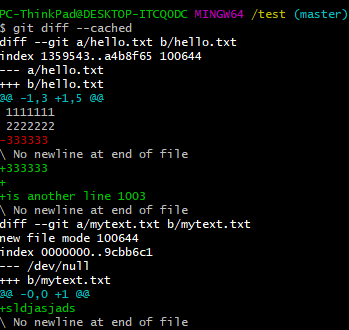 PC-ThinkPad@DESKTOP-ITCQ0DC MINGW64 /test (master)
$ git diff --cached
diff --git a/hello.txt b/hello.txt
index 1359543..a4b8f65 100644
--- a/hello.txt
+++ b/hello.txt
@@ -1,3 +1,5 @@
 1111111
 2222222
-333333
\ No newline at end of file
+333333
+
+is another line 1003
\ No newline at end of file
diff --git a/mytext.txt b/mytext.txt
new file mode 100644
index 0000000..9cbb6c1
--- /dev/null
+++ b/mytext.txt
@@ -0,0 +1 @@
+sldjasjads
\ No newline at end of file